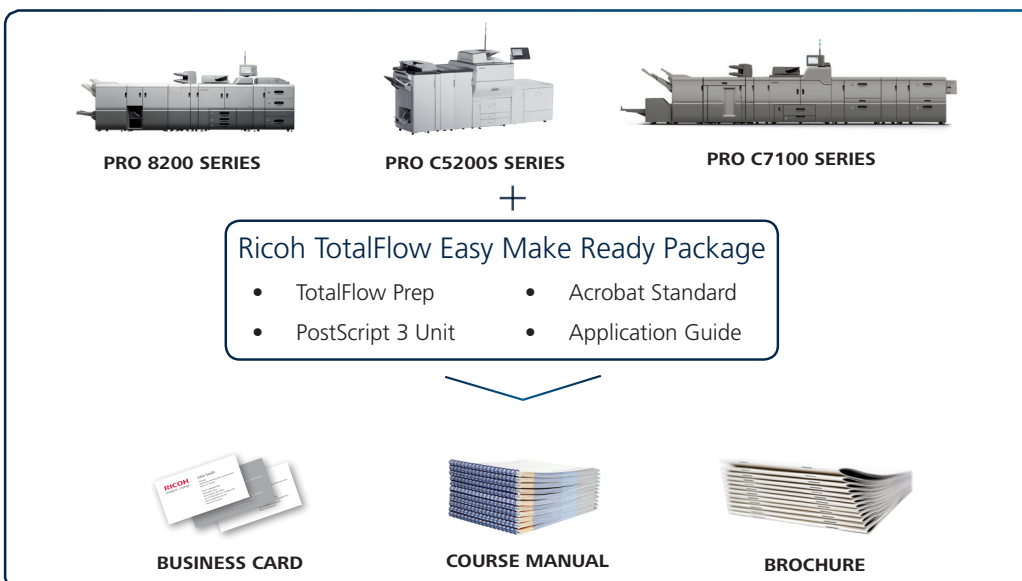 PRO 8200 SERIES
PRO C5200S SERIES
PRO C7100 SERIES
+
Ricoh TotalFlow Easy Make Ready Package
• TotalFlow Prep
• Acrobat Standard
• PostScript 3 Unit
• Application Guide
RICOH
BUSINESS CARD
COURSE MANUAL
BROCHURE